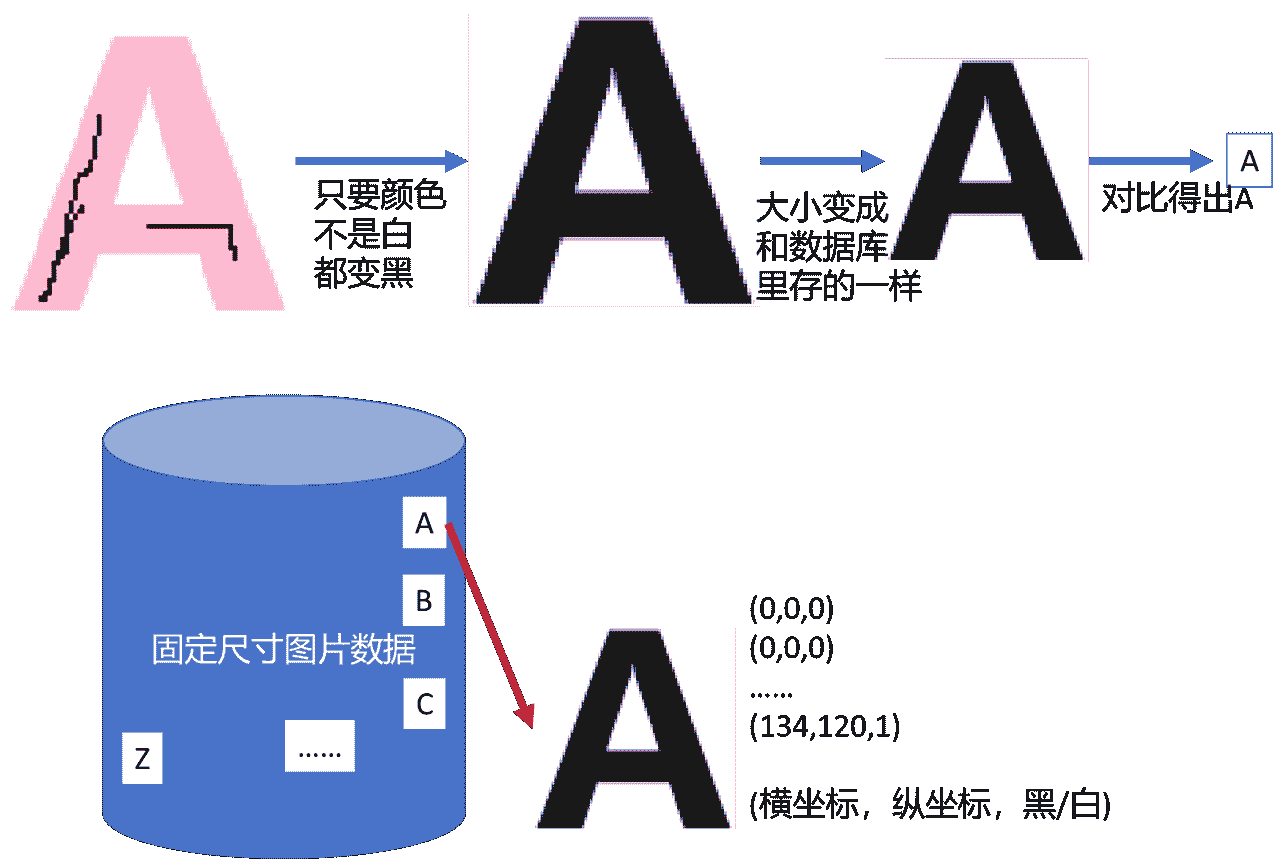 A
A
A
A
只要颜色
不是白
都变黑
大小变成
和数据库
里存的一样
对比得出A
A
B
固定尺寸图片数据
C
Z
……
A
(0,0,0)
(0,0,0)
……
(134,120,1)
(横坐标，纵坐标，黑/白)